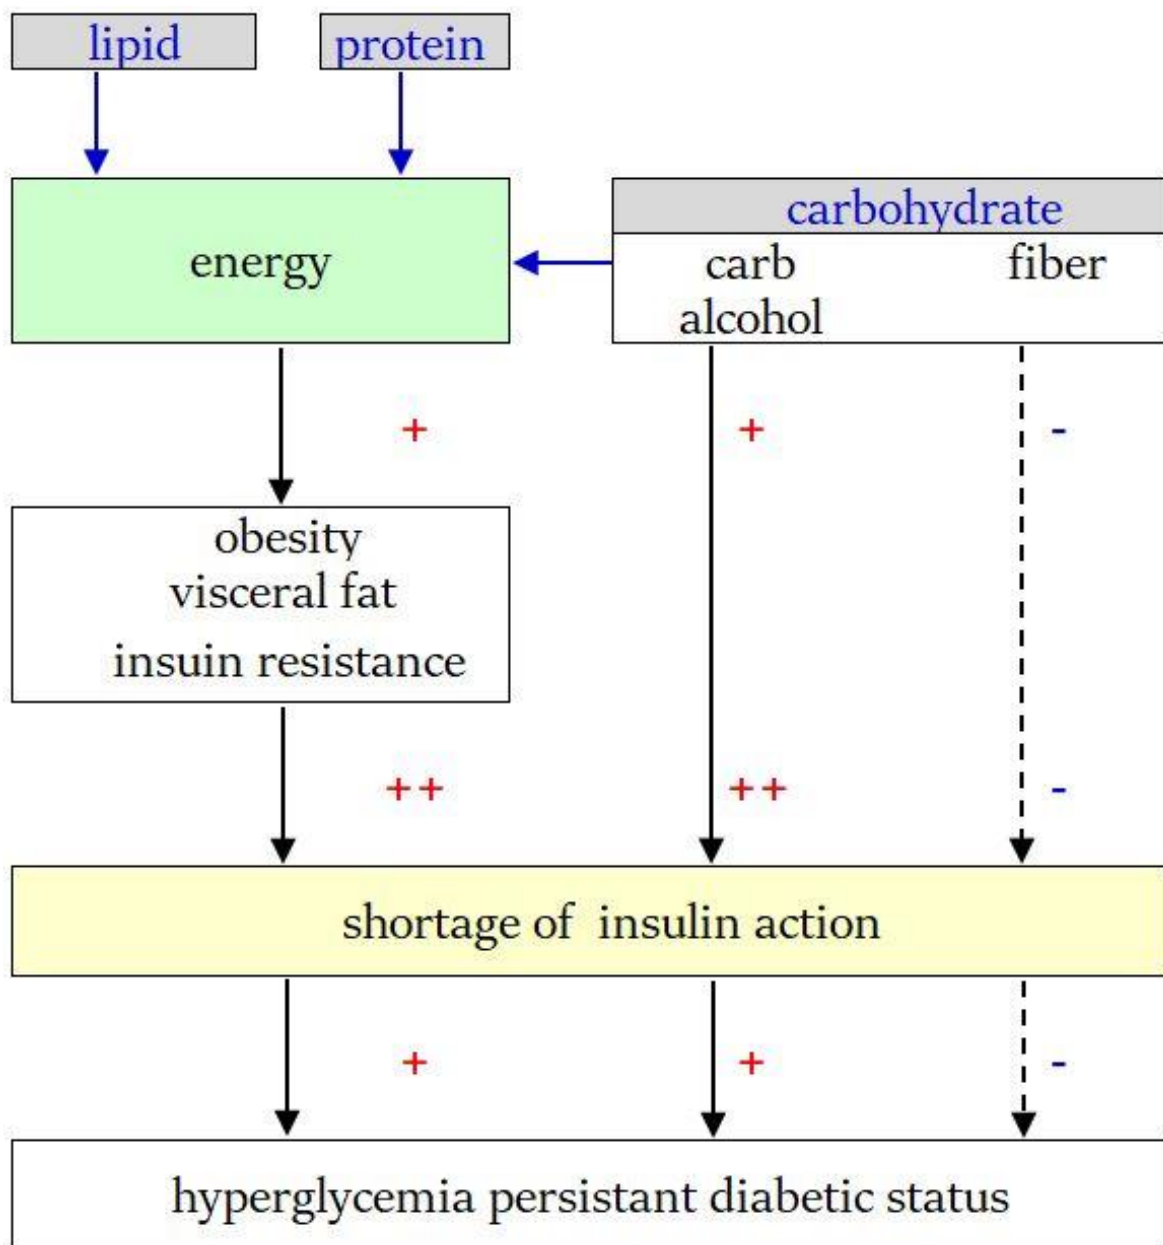 lipid
protein
carbohydrate
energy
carb
fiber
alcohol
+
+
-
obesity
visceral fat
insuin resistance
++
++
-
shortage of insulin action
+
+
-
hyperglycemia persistant diabetic status